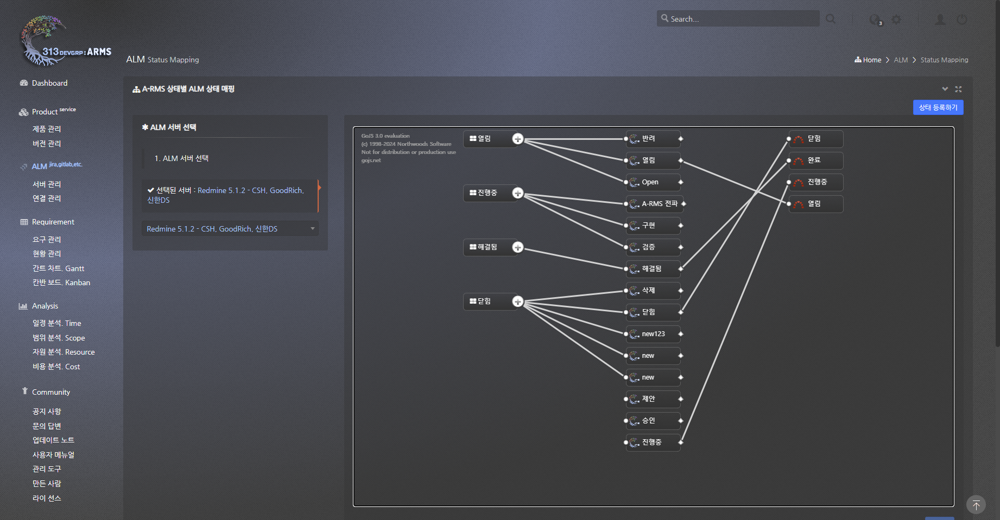 Search...
3
313 DEVGRP : ARMS
ALM Status Mapping
Home > ALM > Status Mapping
Dashboard
Product service
제품 관리
버전 관리
ALM jira,gitlab,etc.
서버 관리
연결 관리
Requirement
요구 관리
현황 관리
간트 차트. Gantt
칸반 보드. Kanban
Analysis
일정 분석. Time
범위 분석. Scope
자원 분석. Resource
비용 분석. Cost
Community
공지 사항
문의 답변
업데이트 노트
사용자 메뉴얼
관리 도구
만든 사람
라이 선스
A-RMS 상태별 ALM 상태 매핑
상태 등록하기
ALM 서버 선택
1. ALM 서버 선택
선택된 서버 : Redmine 5.1.2 - CSH, GoodRich,
신한DS
Redmine 5.1.2 - CSH, GoodRich, 신한DS
GoJS 3.0 evaluation
(c) 1998-2024 Northwoods Software
Not for distribution or production use
gojs.net
열림
진행중
해결됨
닫힘
반려
열림
Open
A-RMS 전파
구현
검증
해결됨
삭제
닫힘
new123
new
new
제안
승인
진행중
닫힘
완료
진행중
열림